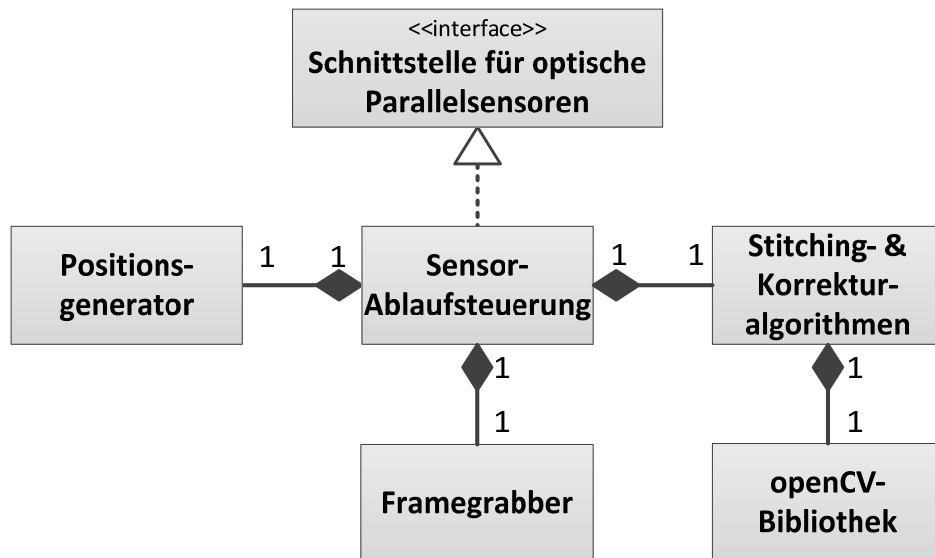 <<interface>>
Schnittstelle für optische
Parallelsensoren
Positions-
generator
1
1
Sensor-
Ablaufsteuerung
1
1
Stitching- &
Korrektur-
algorithmen
1
1
1
1
Framegrabber
openCV-
Bibliothek